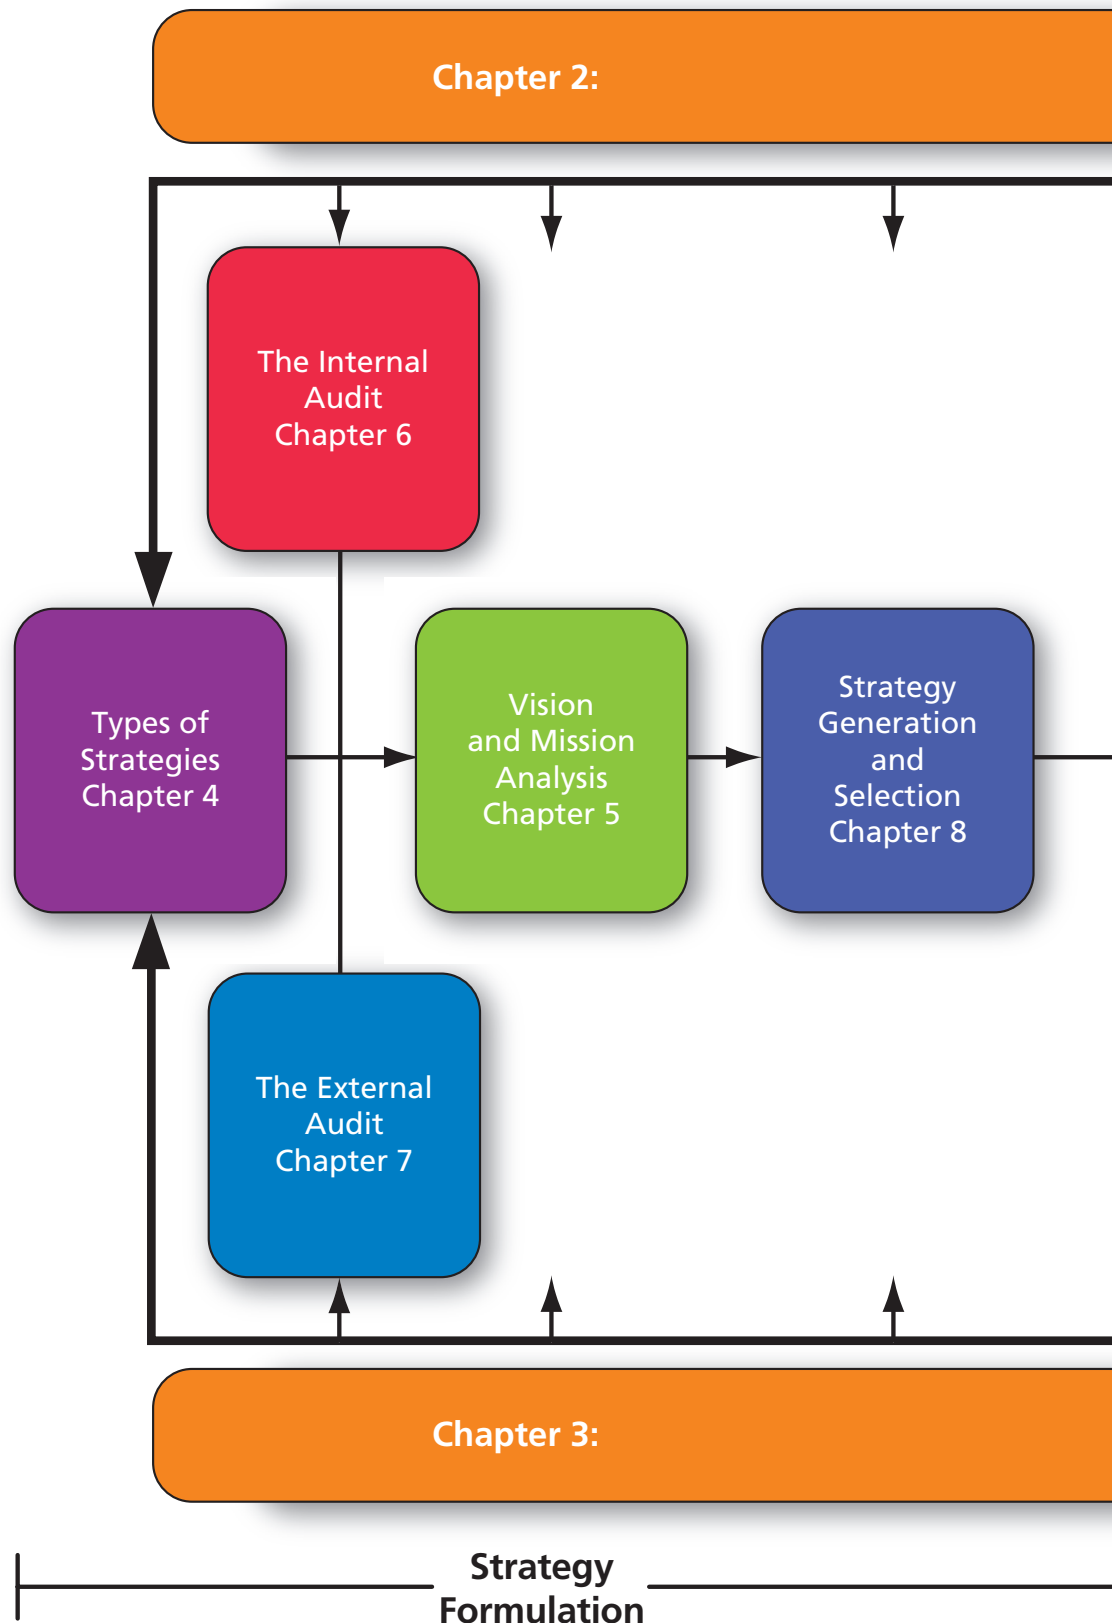 Chapter 2:
The Internal
Audit
Chapter 6
Types of
Strategies
Chapter 4
Vision
and Mission
Analysis
Chapter 5
Strategy
Generation
and
Selection
Chapter 8
The External
Audit
Chapter 7
Chapter 3:
Strategy
Formulation